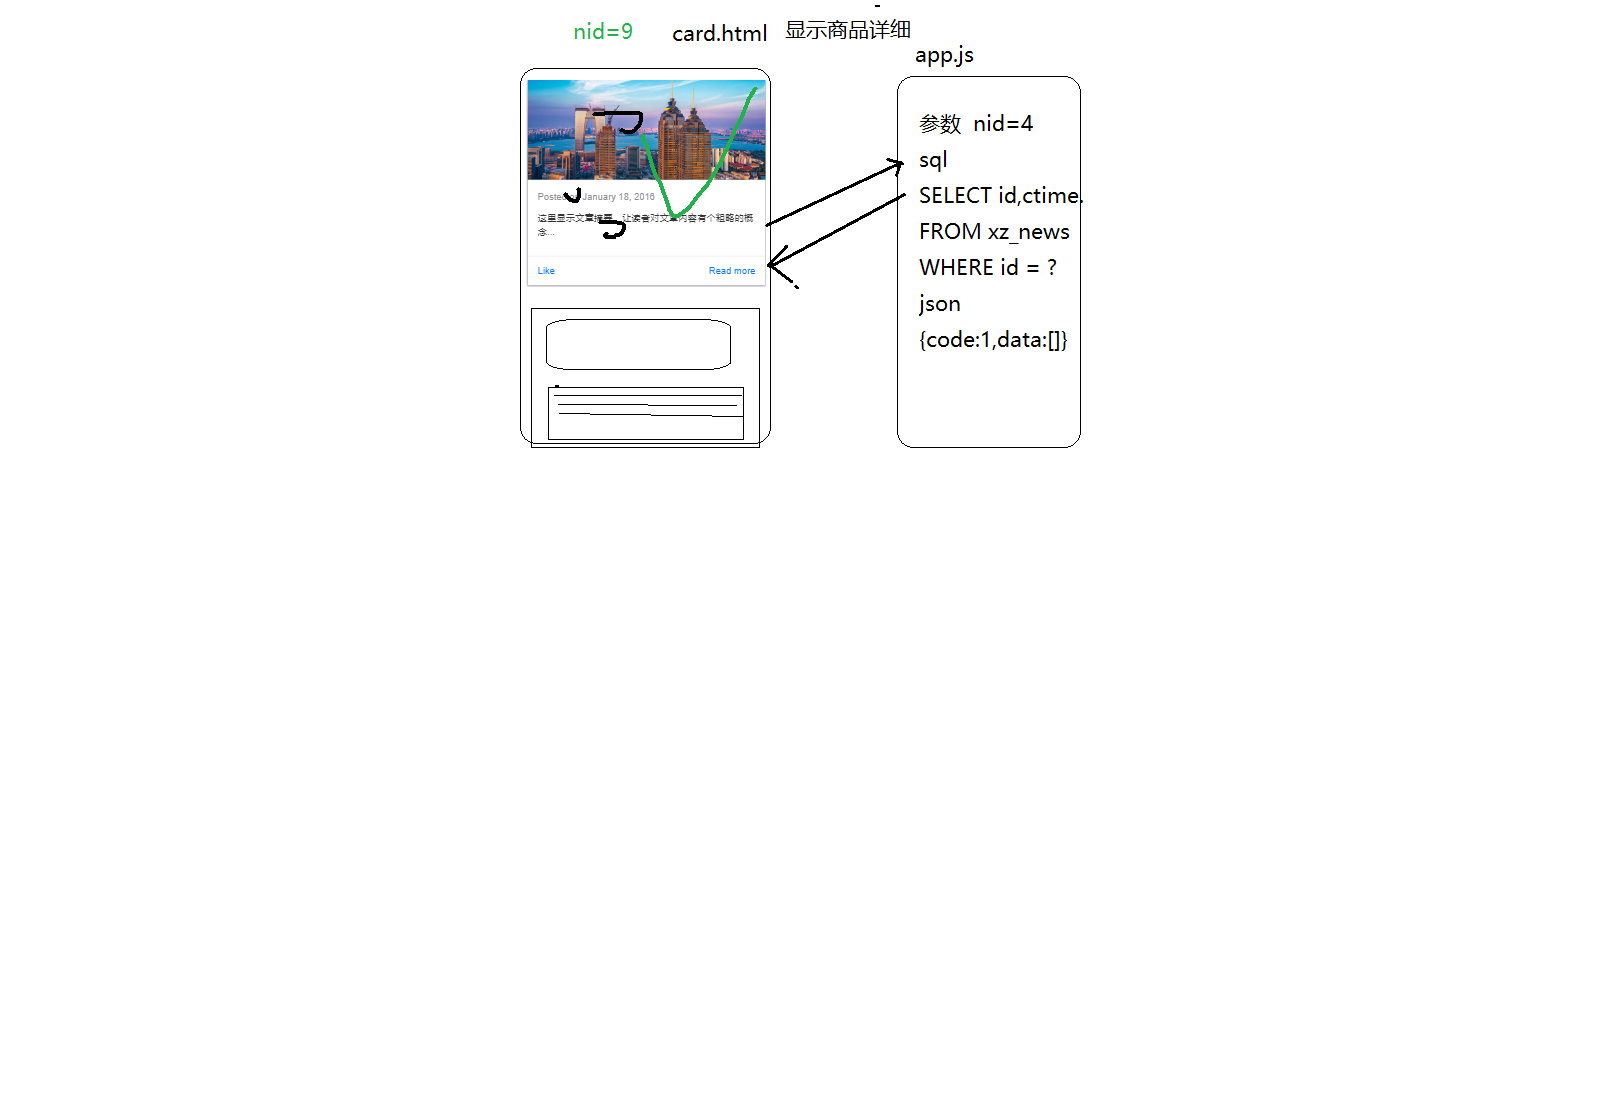 nid=9
card.html
显示商品详细
app.js
January 18, 2016
这里显示文章摘要，让读者对文章内容有个粗略的概
念...
Like
Read more
参数 nid=4
sql
SELECT id,ctime.
FROM xz_news
WHERE id = ?
json
{code:1,data:[]}